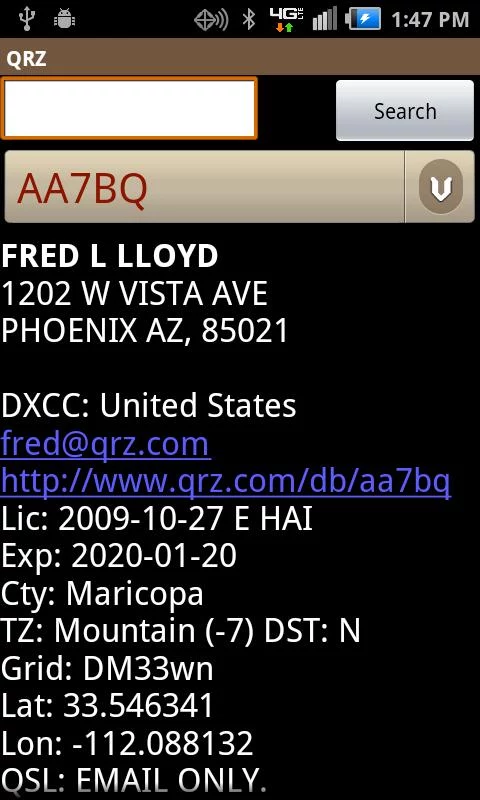 4G LTE 1:47 PM
QRZ
Search
AA7BQ
FRED L LLOYD
1202 W VISTA AVE
PHOENIX AZ, 85021
DXCC: United States
fred@qrz.com
http://www.qrz.com/db/aa7bq
Lic: 2009-10-27 E HAI
Exp: 2020-01-20
Cty: Maricopa
TZ: Mountain (-7) DST: N
Grid: DM33wn
Lat: 33.546341
Lon: -112.088132
QSL: EMAIL ONLY.